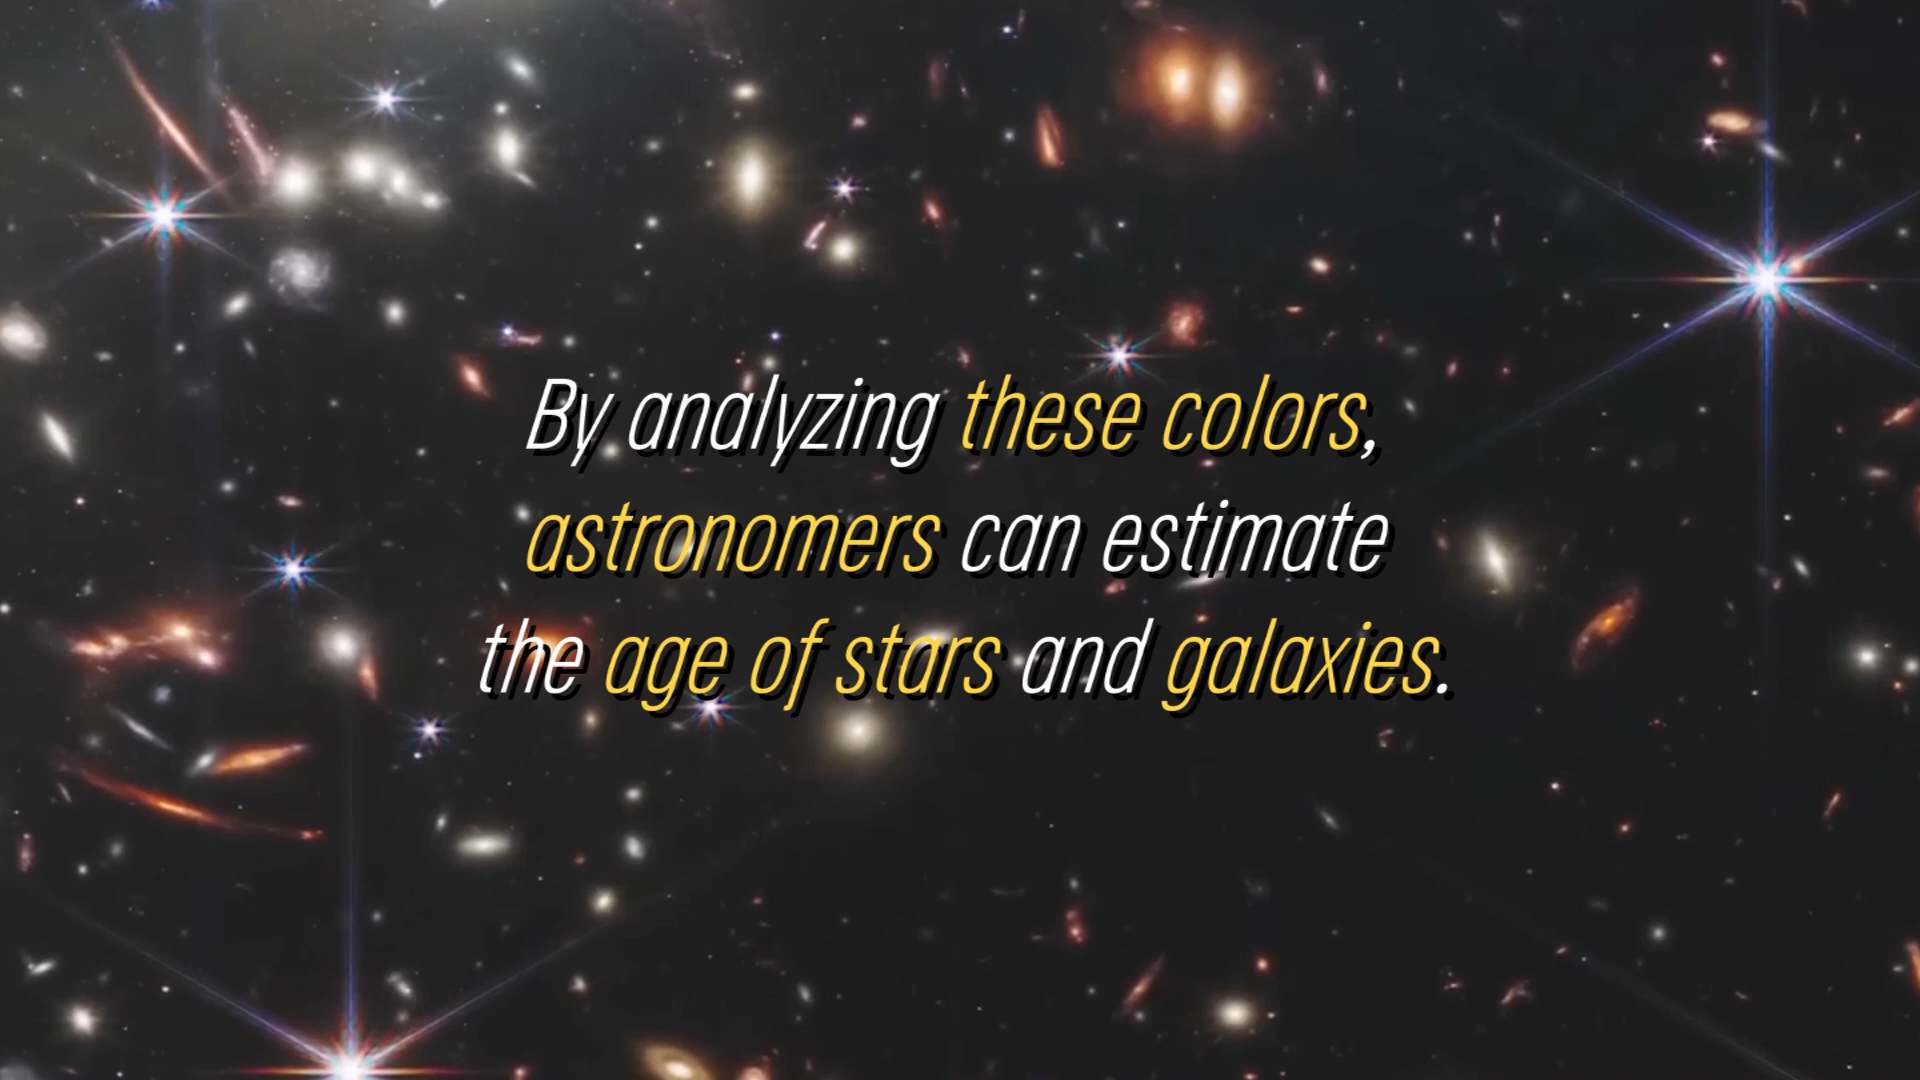 By analyzing these colors,
astronomers can estimate
the age of stars and galaxies.